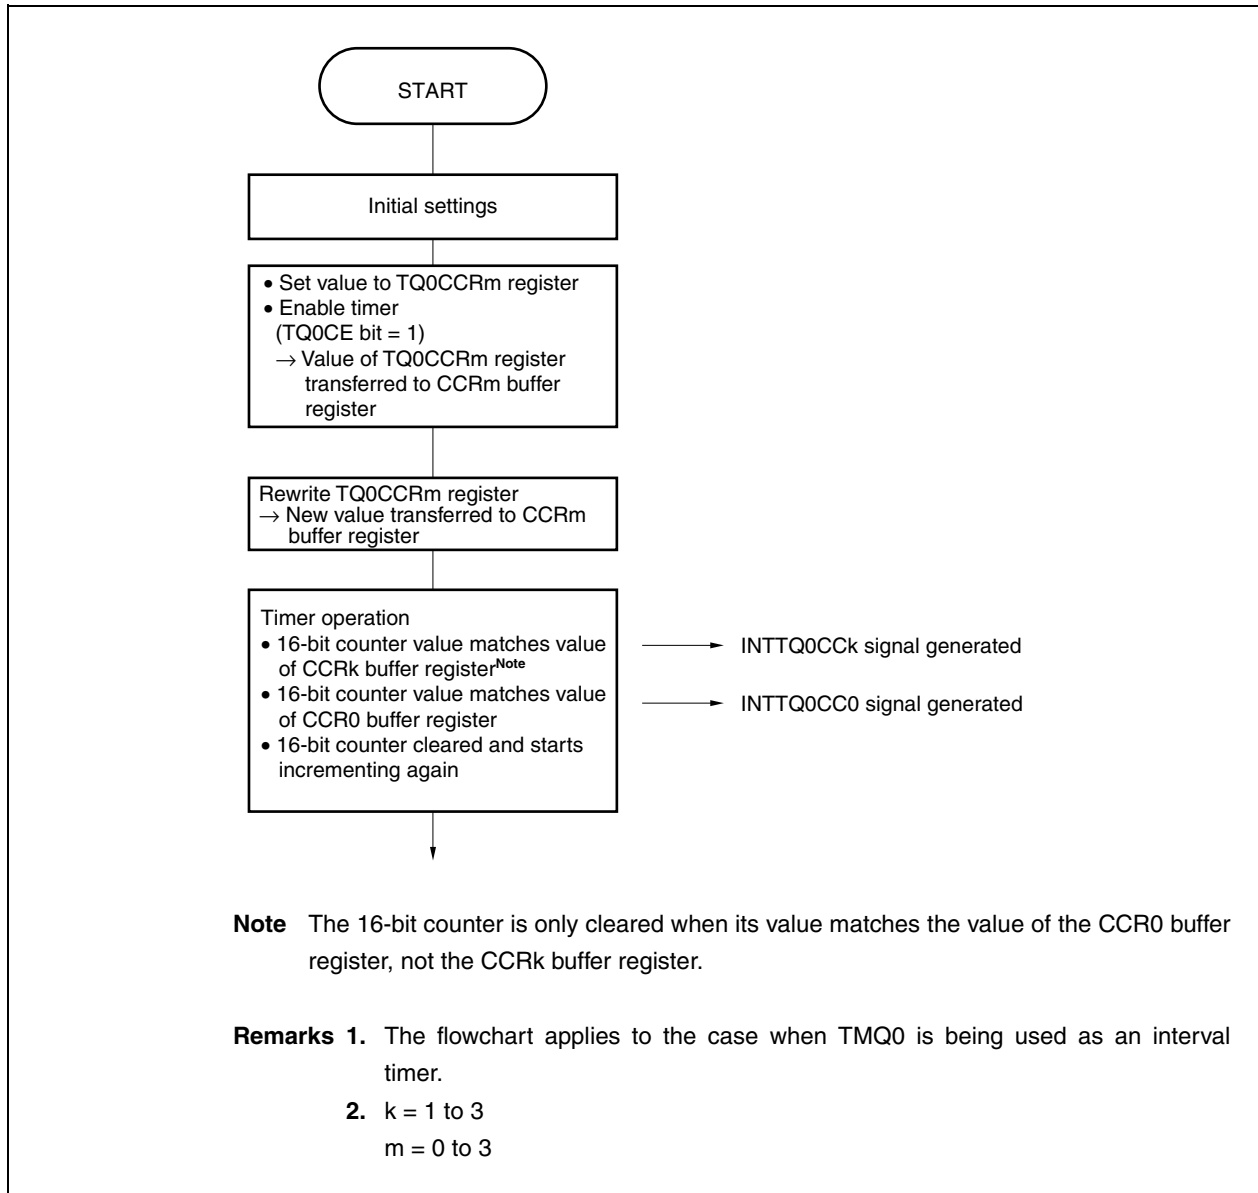 START
Initial settings
• Set value to TQ0CCRm register
• Enable timer
(TQ0CE bit = 1)
→ Value of TQ0CCRm register
transferred to CCRm buffer
register
Rewrite TQ0CCRm register
→ New value transferred to CCRm
buffer register
Timer operation
• 16-bit counter value matches value
of CCRk buffer registerNote
• 16-bit counter value matches value
of CCR0 buffer register
• 16-bit counter cleared and starts
incrementing again
INTTQ0CCk signal generated
INTTQ0CC0 signal generated
Note The 16-bit counter is only cleared when its value matches the value of the CCR0 buffer
register, not the CCRk buffer register.
Remarks 1. The flowchart applies to the case when TMQ0 is being used as an interval
timer.
2. k = 1 to 3
m = 0 to 3